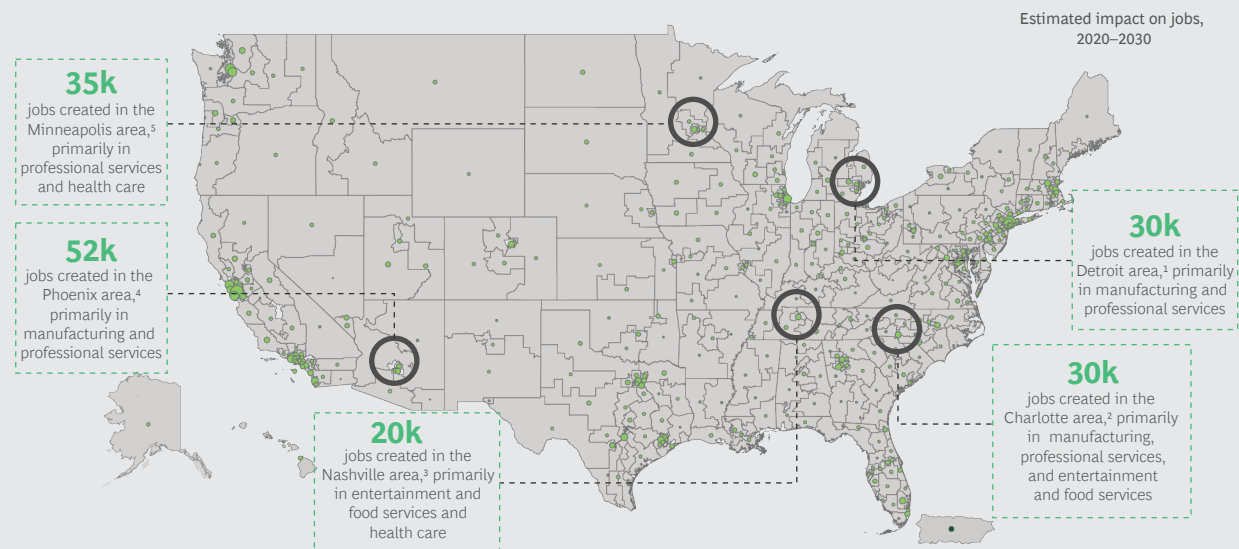 Estimated impact on jobs,
2020–2030
35k
jobs created in the
Minneapolis area,⁵
primarily in
professional services
and health care
52k
jobs created in the
Phoenix area,⁴
primarily in
manufacturing and
professional services
20k
jobs created in the
Nashville area,³ primarily
in entertainment and
food services and
health care
30k
jobs created in the
Detroit area,¹ primarily
in manufacturing and
professional services
30k
jobs created in the
Charlotte area,² primarily
in manufacturing,
professional services,
and entertainment
and food services